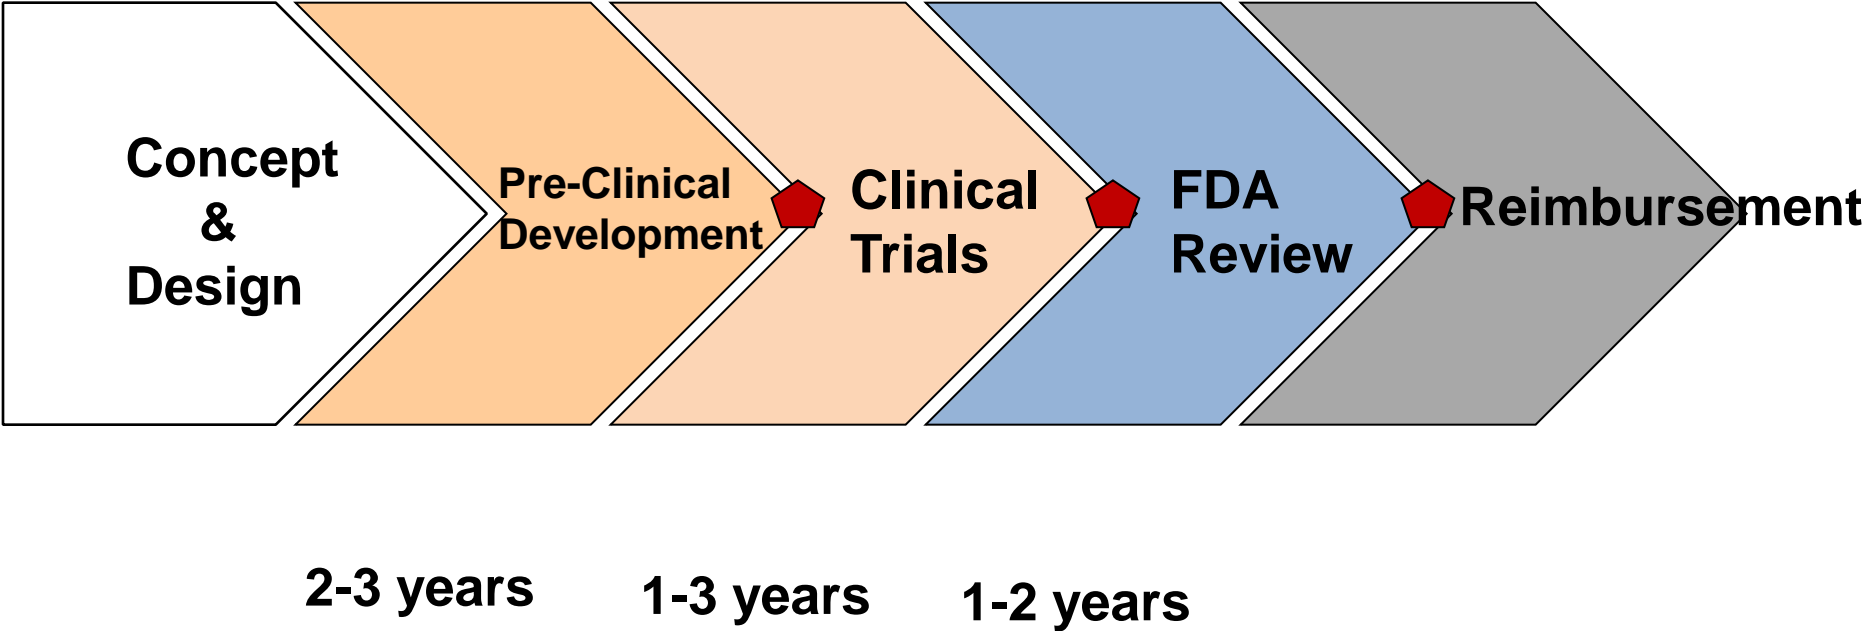 Concept
&
Design
Pre-Clinical
Development
Clinical
Trials
FDA
Review
Reimbursement
2-3 years
1-3 years
1-2 years